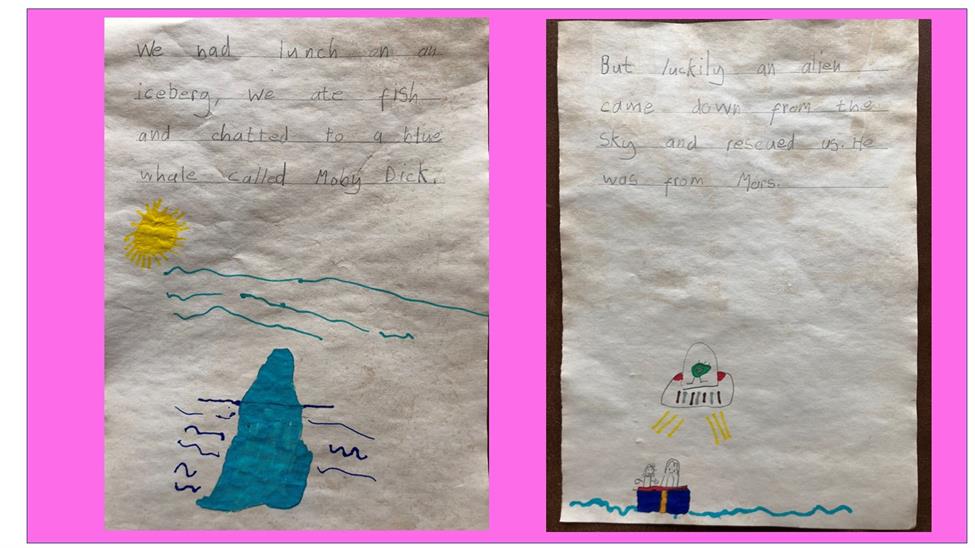 We had lunch on an
iceberg, we ate fish
and chatted to a blue
whale called Moby Dick.
But luckily an alien
came down from the
sky and rescued us. He
was from Mars.